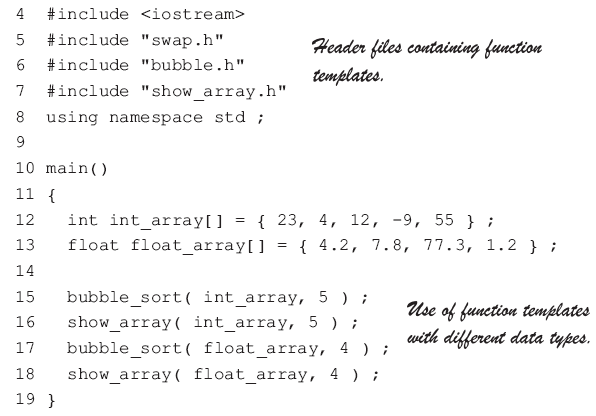 4 #include <iostream>
5 #include "swap.h"
6 #include "bubble.h"
7 #include "show_array.h"
Header files containing function
templates.
8 using namespace std ;
9
10 main()
11 {
12 int int_array[] = { 23, 4, 12, -9, 55 } ;
13 float float_array[] = { 4.2, 7.8, 77.3, 1.2 } ;
14
15 bubble_sort( int_array, 5 ) ;
16 show_array( int_array, 5 ) ;
17 bubble_sort( float_array, 4 ) ;
18 show_array( float_array, 4 ) ;
Use of function templates
with different data types.
19 }